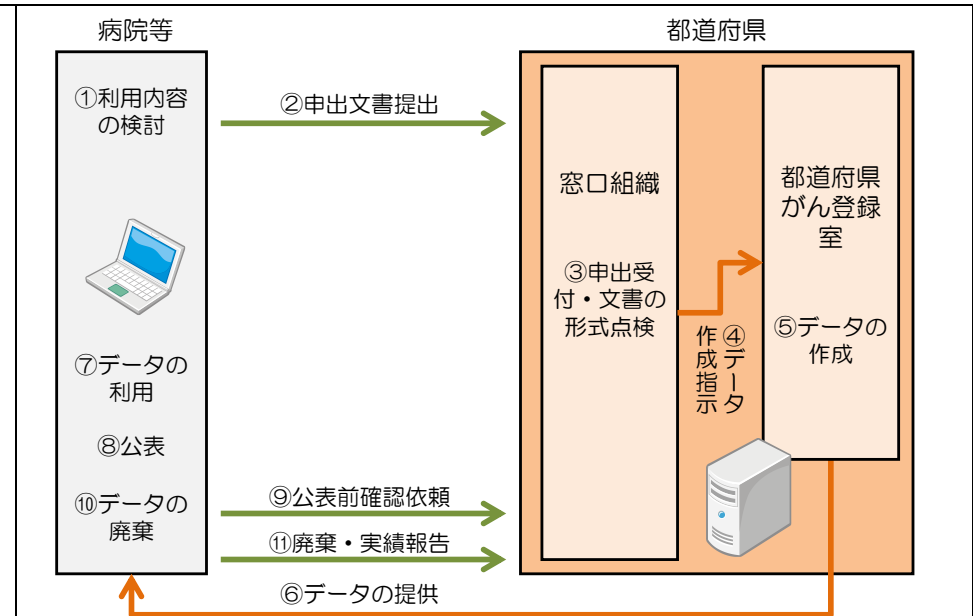 病院等
都道府県
①利用内容
の検討
②申出文書提出
窓口組織
③申出受
付・文書の
形式点検
④データ
作成指示
都道府県
がん登録
室
⑤データの
作成
⑦データの
利用
⑧公表
⑩データの
廃棄
⑨公表前確認依頼
⑪廃棄・実績報告
⑥データの提供